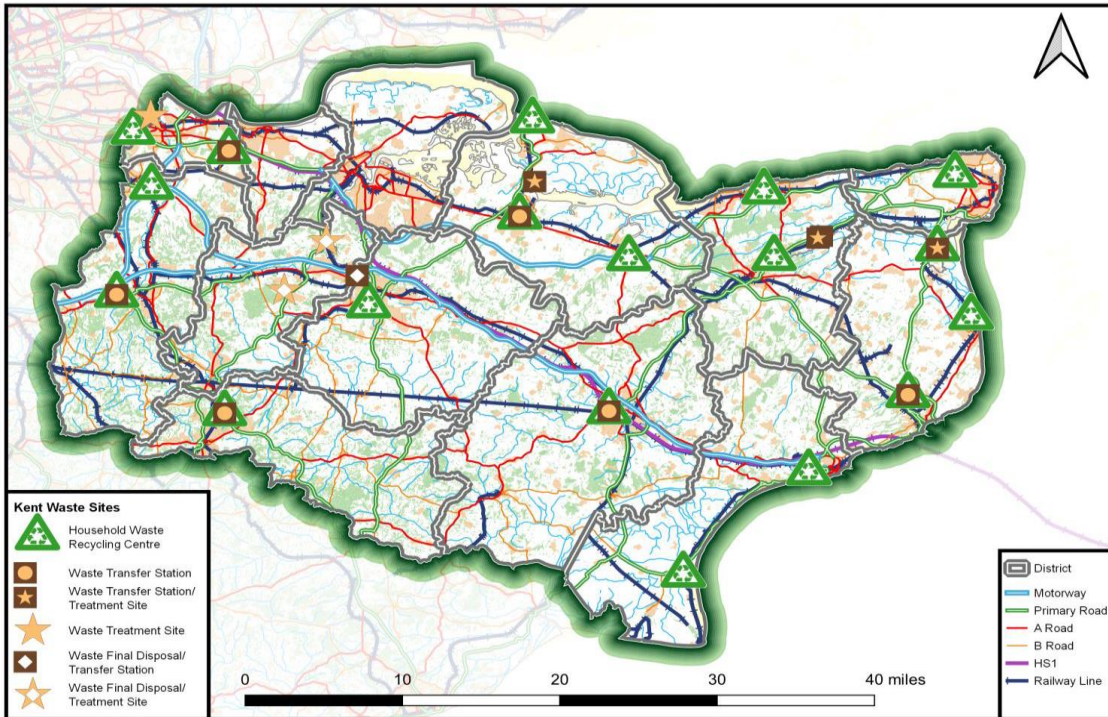 Kent Waste Sites
Household Waste
Recycling Centre
Waste Transfer Station
Waste Transfer Station/
Treatment Site
Waste Treatment Site
Waste Final Disposal/
Transfer Station
Waste Final Disposal/
Treatment Site
0 10 20 30 40 miles
District
Motorway
Primary Road
A Road
B Road
HS1
Railway Line